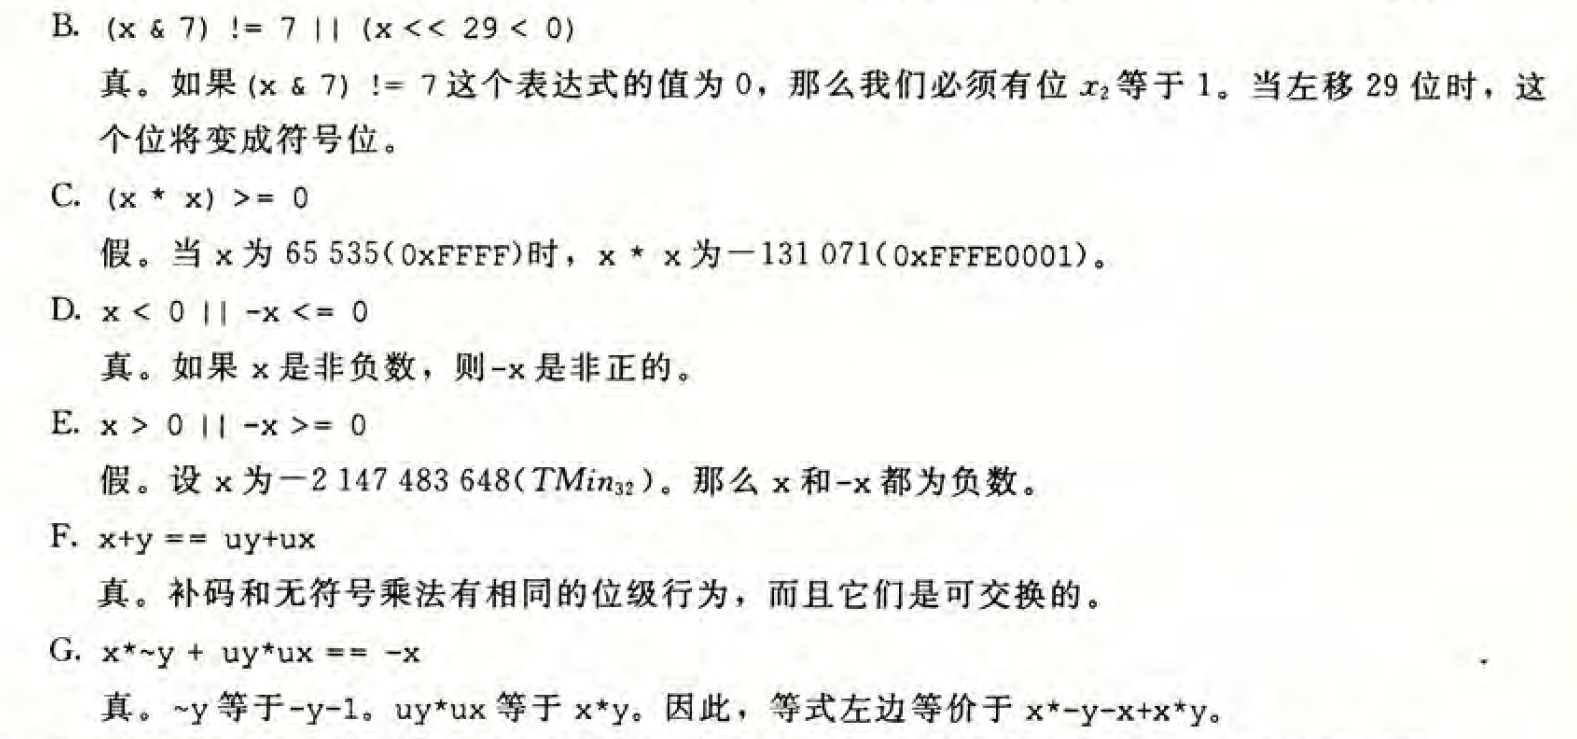 B. (x & 7) != 7 || (x << 29 < 0)
真。如果 (x & 7) != 7 这个表达式的值为 0，那么我们必须有位 x₂ 等于 1。当左移 29 位时，这
个位将变成符号位。
C. (x * x) >= 0
假。当 x 为 65 535(0xFFFF)时，x * x 为－131 071(0xFFFE0001)。
D. x < 0 || -x <= 0
真。如果 x 是非负数，则-x 是非正的。
E. x > 0 || -x >= 0
假。设 x 为－2 147 483 648(TMin₃₂)。那么 x 和-x 都为负数。
F. x+y == uy+ux
真。补码和无符号乘法有相同的位级行为，而且它们是可交换的。
G. x*~y + uy*ux == -x
真。~y 等于-y-1。uy*ux 等于 x*y。因此，等式左边等价于 x*-y-x+x*y。